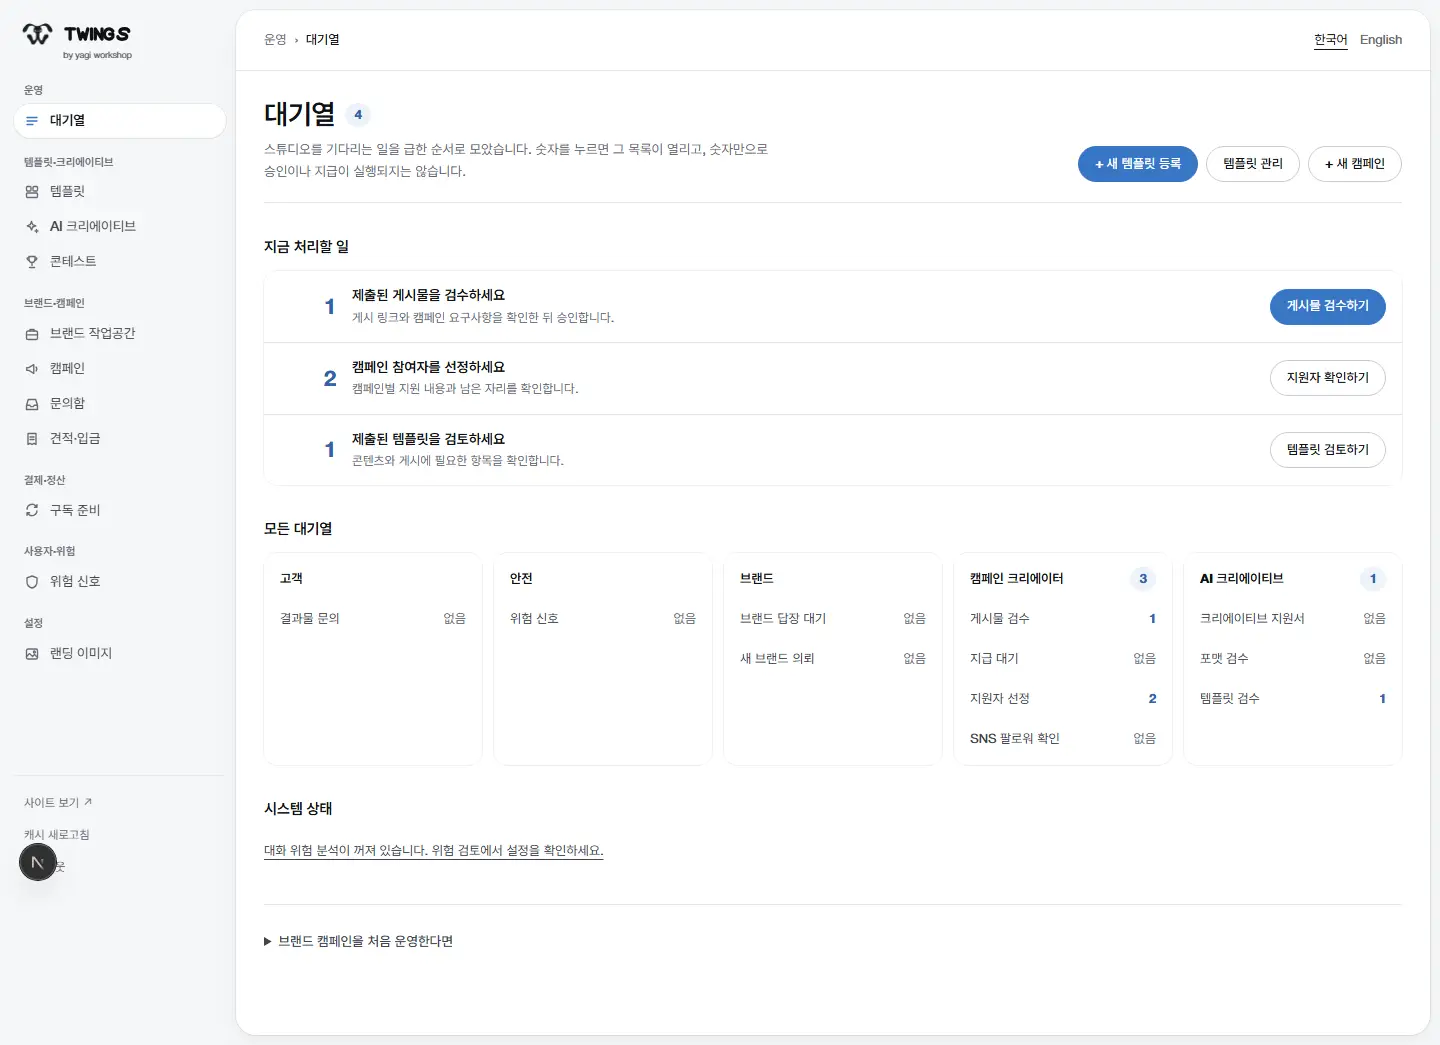 TWINGS
by yagi workshop
운영
대기열
템플릿·크리에이티브
템플릿
AI 크리에이티브
콘테스트
브랜드·캠페인
브랜드 작업공간
캠페인
문의함
견적·입금
결제·정산
구독 준비
사용자·위험
위험 신호
설정
랜딩 이미지
사이트 보기 ↗
캐시 새로고침
N
웃
운영 › 대기열
한국어 English
대기열 4
스튜디오를 기다리는 일을 급한 순서로 모았습니다. 숫자를 누르면 그 목록이 열리고, 숫자만으로
승인이나 지급이 실행되지는 않습니다.
+ 새 템플릿 등록 템플릿 관리 + 새 캠페인
지금 처리할 일
1 제출된 게시물을 검수하세요
게시 링크와 캠페인 요구사항을 확인한 뒤 승인합니다.
게시물 검수하기
2 캠페인 참여자를 선정하세요
캠페인별 지원 내용과 남은 자리를 확인합니다.
지원자 확인하기
1 제출된 템플릿을 검토하세요
콘텐츠와 게시에 필요한 항목을 확인합니다.
템플릿 검토하기
모든 대기열
고객
결과물 문의 없음
안전
위험 신호 없음
브랜드
브랜드 답장 대기 없음
새 브랜드 의뢰 없음
캠페인 크리에이터 3
게시물 검수 1
지급 대기 없음
지원자 선정 2
SNS 팔로워 확인 없음
AI 크리에이티브 1
크리에이티브 지원서 없음
포맷 검수 없음
템플릿 검수 1
시스템 상태
대화 위험 분석이 꺼져 있습니다. 위험 검토에서 설정을 확인하세요.
▶ 브랜드 캠페인을 처음 운영한다면